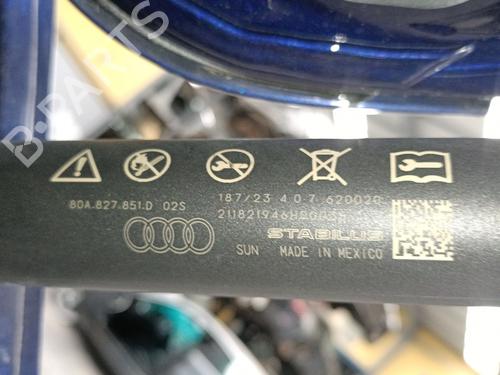 B-PARTS
80A.827.851.D 02S
187/23 4 0 7 620020
STABILUS
SUN MADE IN MEXICO